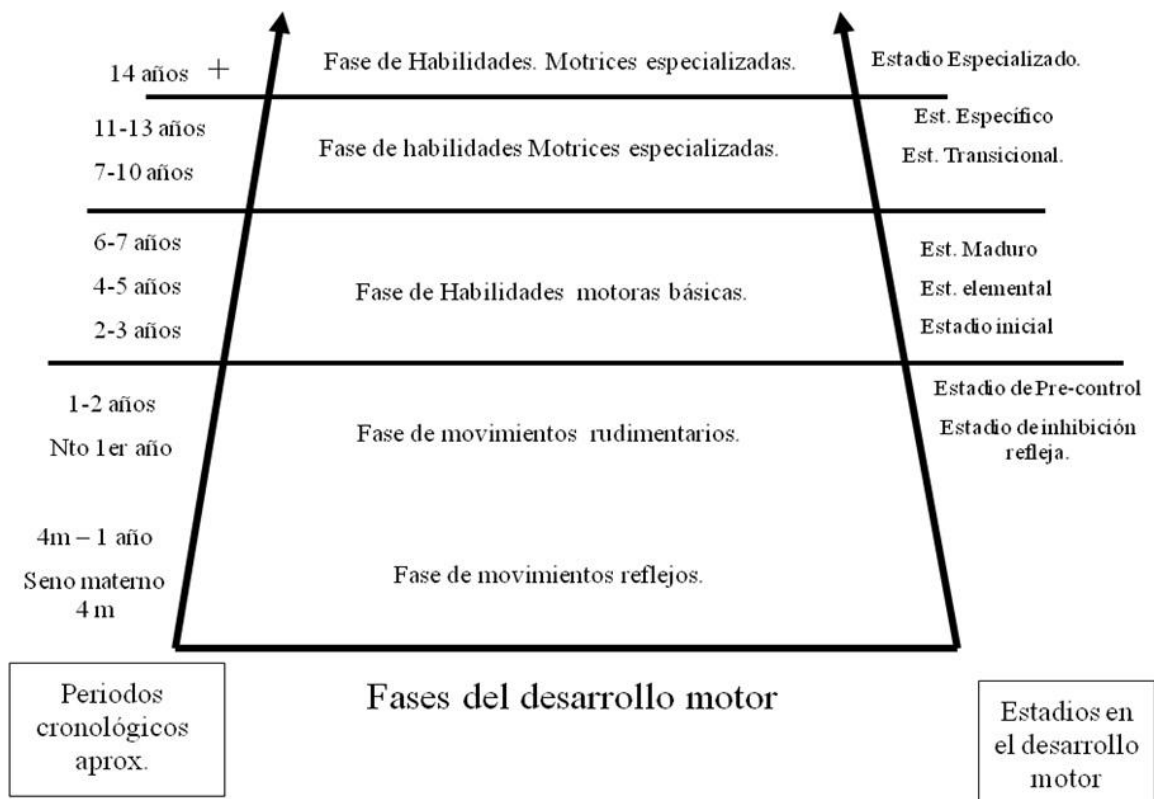 14 años +
Fase de Habilidades. Motrices especializadas.
Estadio Especializado.
11-13 años
7-10 años
Fase de habilidades Motrices especializadas.
Est. Específico
Est. Transicional.
6-7 años
4-5 años
2-3 años
Fase de Habilidades motoras básicas.
Est. Maduro
Est. elemental
Estadio inicial
1-2 años
Nto 1er año
Fase de movimientos rudimentarios.
Estadio de Pre-control
Estadio de inhibición
refleja.
4m – 1 año
Seno materno
4 m
Fase de movimientos reflejos.
Periodos
cronológicos
aprox.
Fases del desarrollo motor
Estadios en
el desarrollo
motor